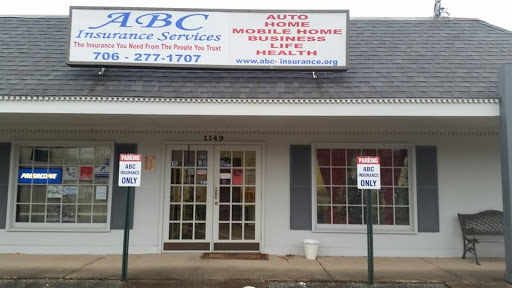 ABC
Insurance Services
The Insurance You Need From The People You Trust
706 - 277-1707
AUTO
HOME
MOBILE HOME
BUSINESS
LIFE
HEALTH
www.abc- insurance.org
1149
PROGRESSIVE
PARKING
ABC
INSURANCE
ONLY
PARKING
ABC
INSURANCE
ONLY